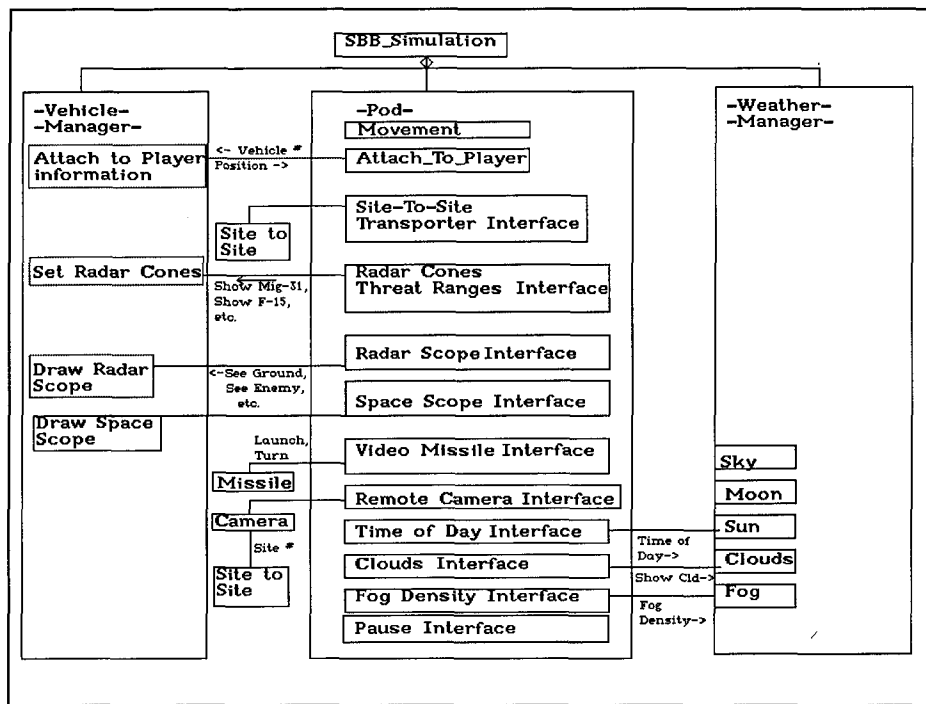 SBB_Simulation
-Vehicle-
-Manager-
Attach to Player
information
Set Radar Cones
Draw Radar
Scope
Draw Space
Scope
<- Vehicle #
Position ->
Site to
Site
Show Mig-31,
Show F-15,
etc.
<-See Ground,
See Enemy,
etc.
Launch,
Turn
Missile
Camera
Site #
Site to
Site
-Pod-
Movement
Attach_To_Player
Site-To-Site
Transporter Interface
Radar Cones
Threat Ranges Interface
Radar Scope Interface
Space Scope Interface
Video Missile Interface
Remote Camera Interface
Time of Day Interface
Clouds Interface
Fog Density Interface
Pause Interface
Time of
Day->
Show Cld->
Fog
Density->
-Weather-
-Manager-
Sky
Moon
Sun
Clouds
Fog